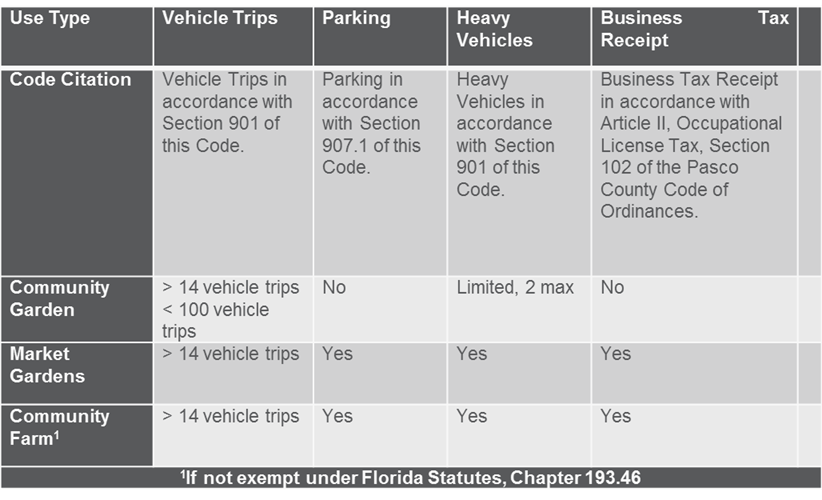 Use Type Vehicle Trips Parking Heavy Vehicles Business Tax Receipt
Code Citation
Vehicle Trips in
accordance with
Section 901 of
this Code.
Parking in
accordance
with Section
907.1 of this
Code.
Heavy
Vehicles in
accordance
with Section
901 of this
Code.
Business Tax Receipt
in accordance with
Article II, Occupational
License Tax, Section
102 of the Pasco
County Code of
Ordinances.
Community
Garden
> 14 vehicle trips
< 100 vehicle
trips
No
Limited, 2 max
No
Market
Gardens
> 14 vehicle trips
Yes
Yes
Yes
Community
Farm¹
> 14 vehicle trips
Yes
Yes
Yes
¹If not exempt under Florida Statutes, Chapter 193.46